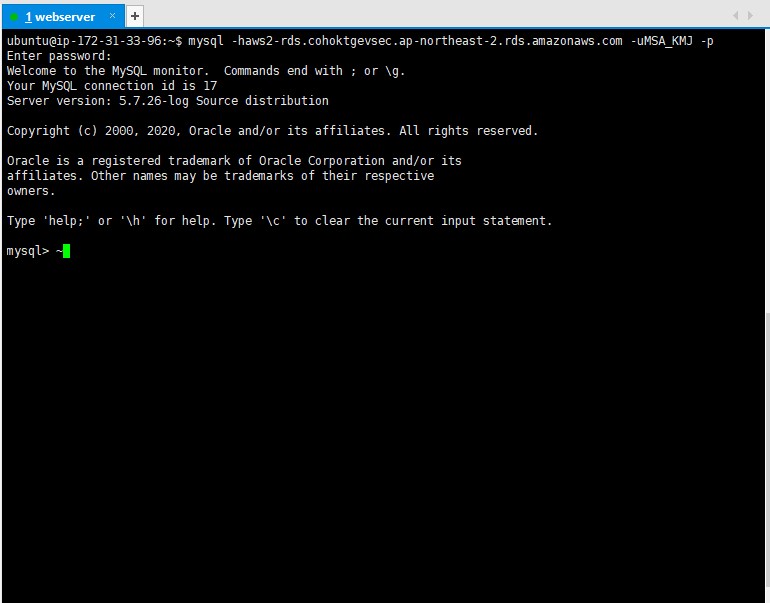 1 webserver
ubuntu@ip-172-31-33-96:~$ mysql -haws2-rds.cohoktgevsec.ap-northeast-2.rds.amazonaws.com -uMSA_KMJ -p
Enter password:
Welcome to the MySQL monitor.  Commands end with ; or \g.
Your MySQL connection id is 17
Server version: 5.7.26-log Source distribution
Copyright (c) 2000, 2020, Oracle and/or its affiliates. All rights reserved.
Oracle is a registered trademark of Oracle Corporation and/or its
affiliates. Other names may be trademarks of their respective
owners.
Type 'help;' or '\h' for help. Type '\c' to clear the current input statement.
mysql> ~